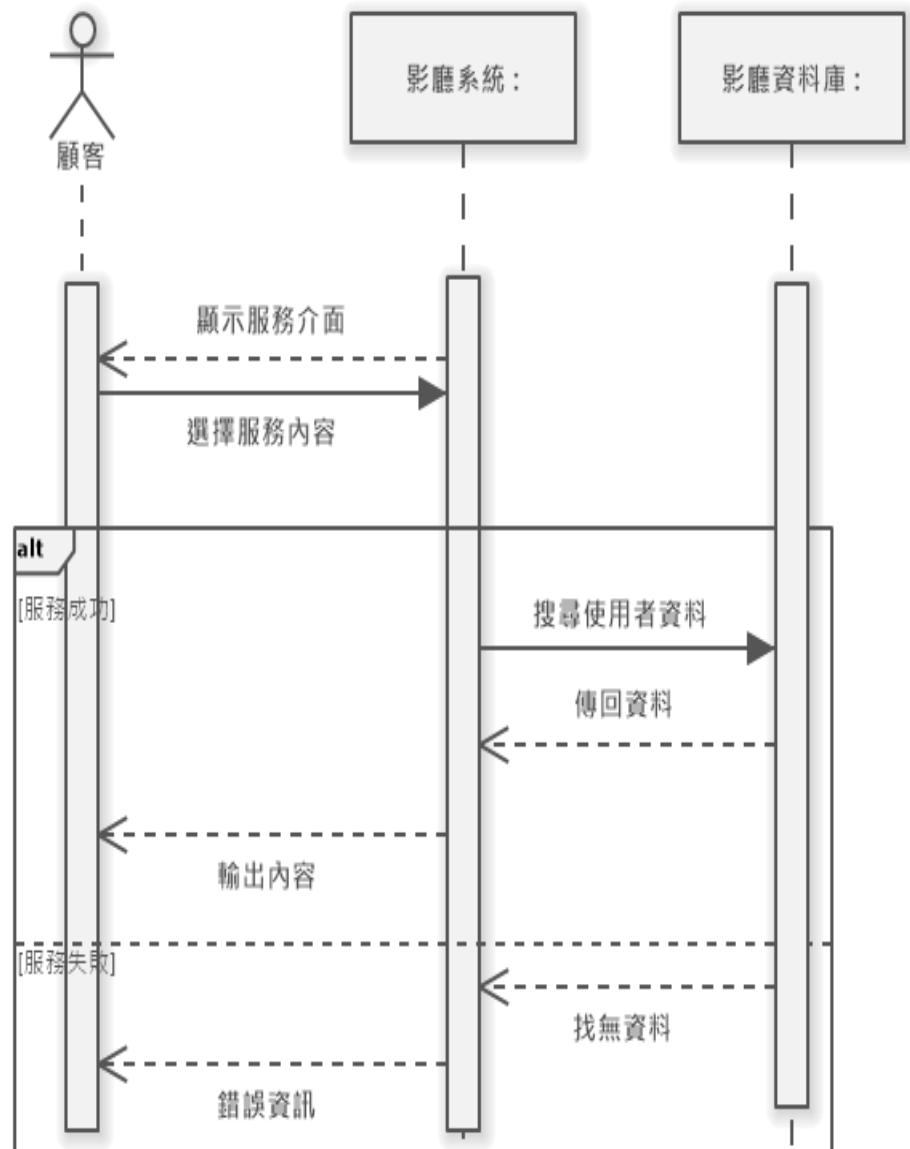 顧客
影廳系統：
影廳資料庫：
顯示服務介面
選擇服務內容
alt
[服務成功]
搜尋使用者資料
傳回資料
輸出內容
[服務失敗]
找無資料
錯誤資訊